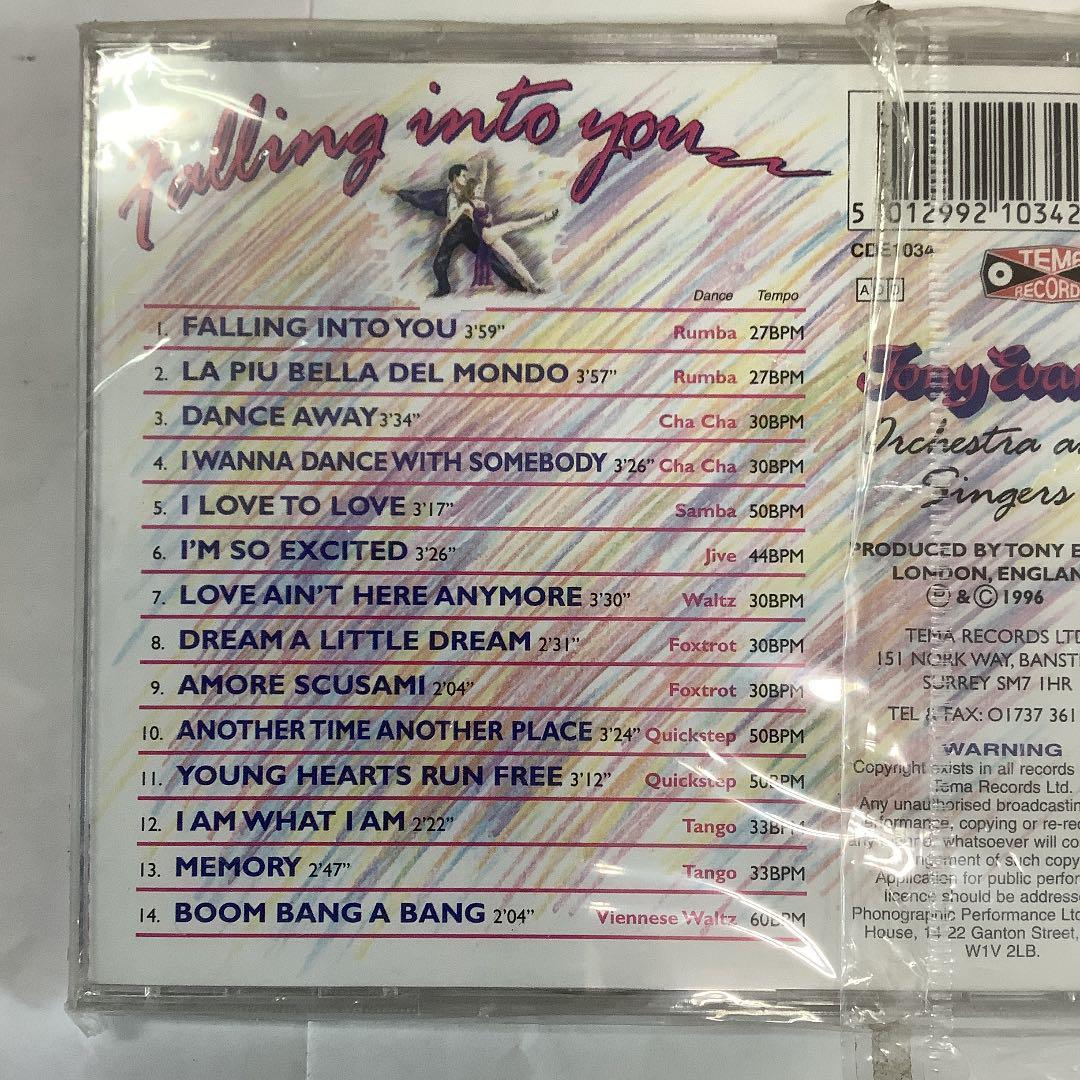 Falling into you
Dance Tempo
1. FALLING INTO YOU 3'59" Rumba 27BPM
2. LA PIU BELLA DEL MONDO 3'57" Rumba 27BPM
3. DANCE AWAY 3'34" Cha Cha 30BPM
4. I WANNA DANCE WITH SOMEBODY 3'26" Cha Cha 30BPM
5. I LOVE TO LOVE 3'17" Samba 50BPM
6. I'M SO EXCITED 3'26" Jive 44BPM
7. LOVE AIN'T HERE ANYMORE 3'30" Waltz 30BPM
8. DREAM A LITTLE DREAM 2'31" Foxtrot 30BPM
9. AMORE SCUSAMI 2'04" Foxtrot 30BPM
10. ANOTHER TIME ANOTHER PLACE 3'24" Quickstep 50BPM
11. YOUNG HEARTS RUN FREE 3'12" Quickstep 50BPM
12. I AM WHAT I AM 2'22" Tango 33BPM
13. MEMORY 2'47" Tango 33BPM
14. BOOM BANG A BANG 2'04" Viennese Waltz 60BPM
5 012992 10342
CDE1034
TEMA
RECORD
Tony Eva
Orchestra a
Singers
PRODUCED BY TONY E
LONDON, ENGLAN
Ⓟ & © 1996
TEMA RECORDS LTD
151 NORK WAY, BANST
SURREY SM7 1HR
TEL & FAX: 01737 361
WARNING
Copyright exists in all records
Tema Records Ltd.
Any unauthorised broadcastin
erformance, copying or re-re
whatsoever will co
of such copy
Application for public perfor
licence should be addresse
Phonographic Performance Ltd
House, 14 22 Ganton Street,
W1V 2LB.